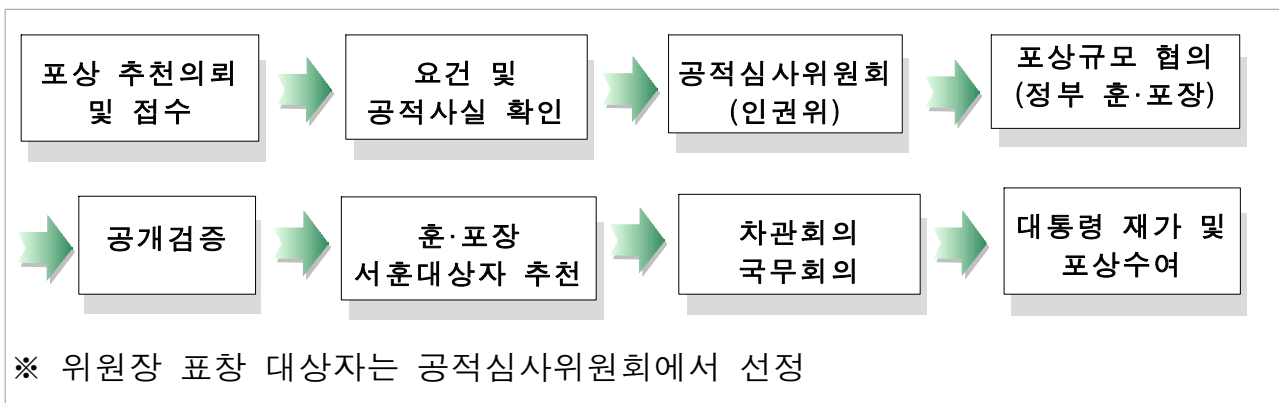 포상 추천의뢰
및 접수
요건 및
공적사실 확인
공적심사위원회
(인권위)
포상규모 협의
(정부 훈·포장)
공개검증
훈·포장
서훈대상자 추천
차관회의
국무회의
대통령 재가 및
포상수여
※ 위원장 표창 대상자는 공적심사위원회에서 선정